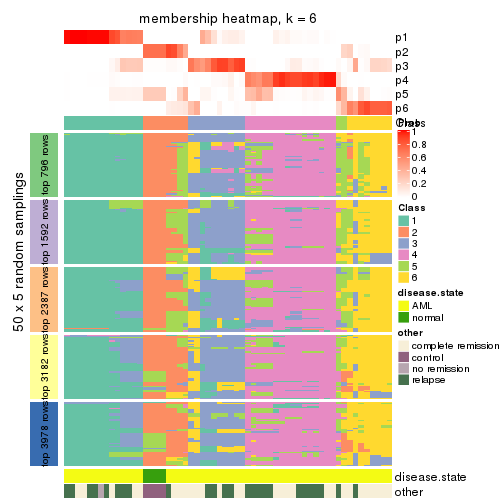 membership heatmap, k = 6
p1
p2
p3
p4
p5
p6
Class
Prob
1
0.8
0.6
0.4
0.2
0
Class
1
2
3
4
5
6
disease.state
AML
normal
other
complete remission
control
no remission
relapse
50 x 5 random samplings
top 796 rows
top 1592 rows
top 2387 rows
top 3182 rows
top 3978 rows
disease.state
other